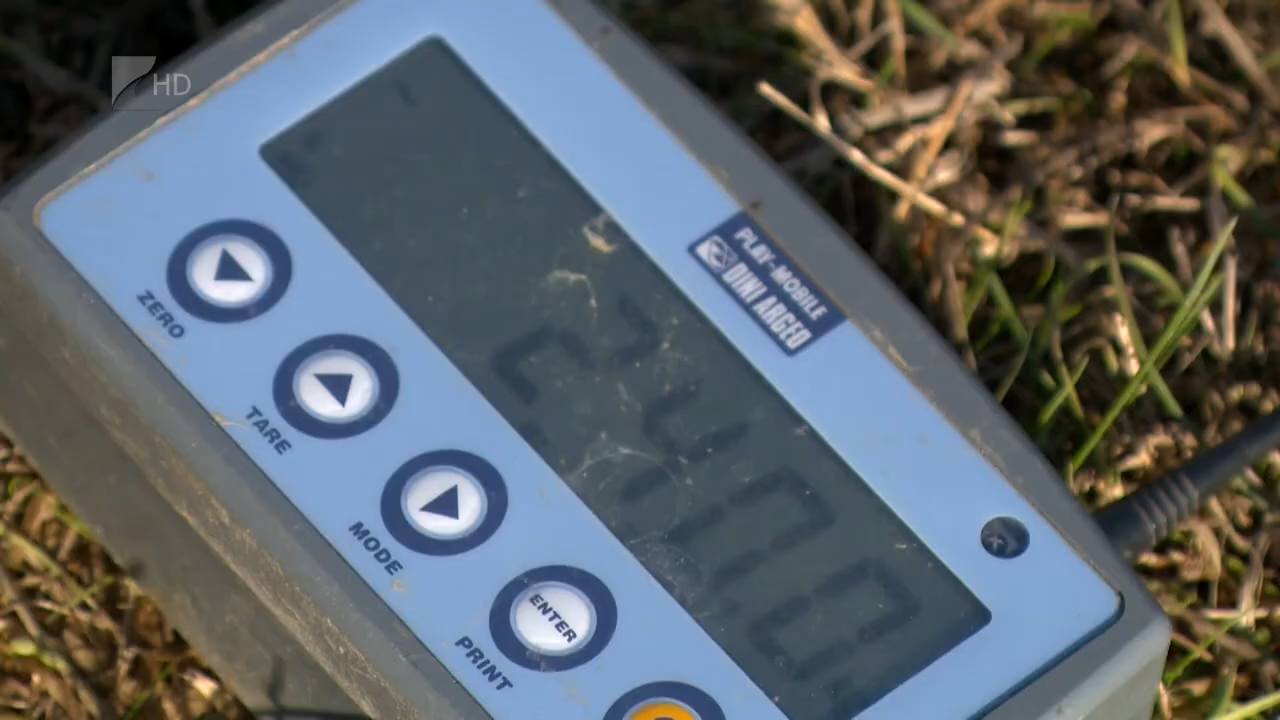 HD
PLAY-MOBILE
DINI ARGEO
ZERO
TARE
MODE
ENTER
PRINT